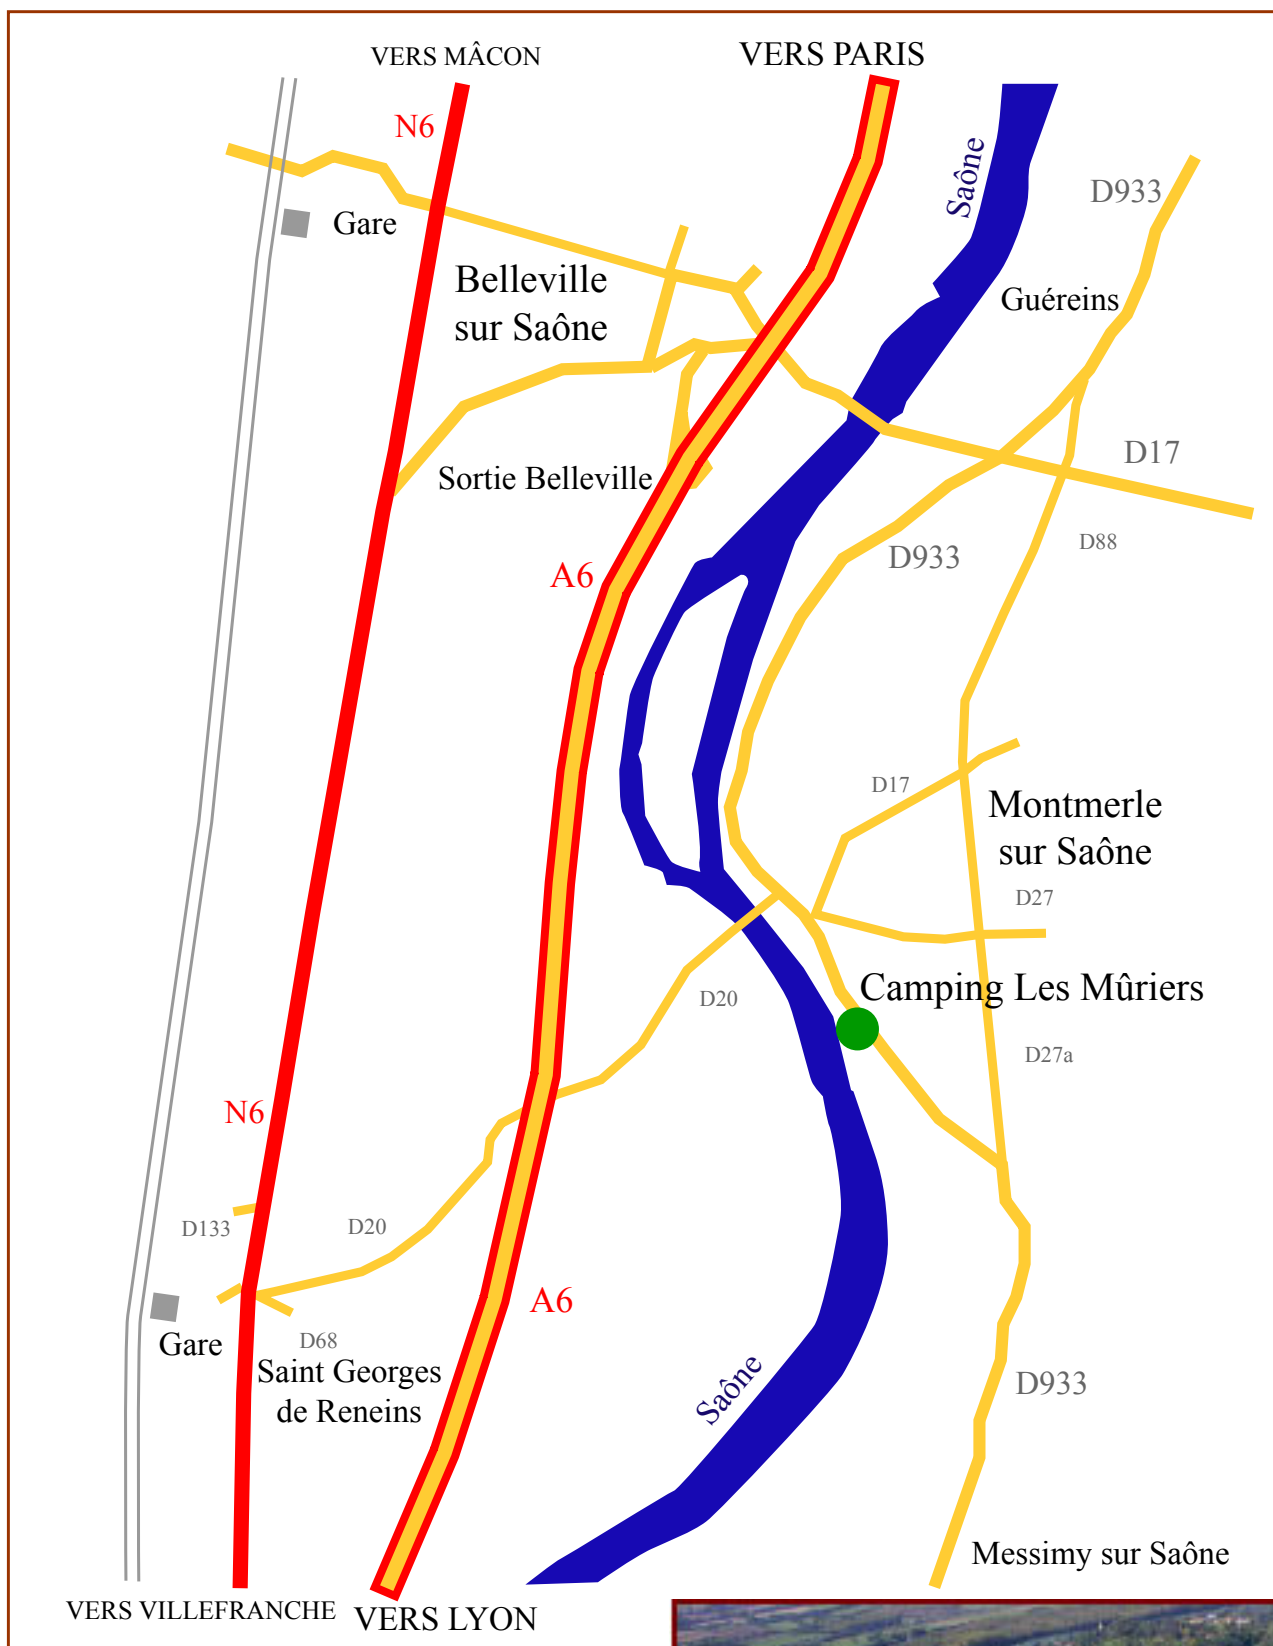 VERS MÂCON
VERS PARIS
N6
Saône
D933
Gare
Belleville
sur Saône
Guéreins
D17
Sortie Belleville
D88
D933
A6
D17
Montmerle
sur Saône
D27
Camping Les Mûriers
D20
D27a
N6
D133
D20
A6
D68
Gare
Saint Georges
de Reneins
Saône
D933
Messimy sur Saône
VERS VILLEFRANCHE
VERS LYON